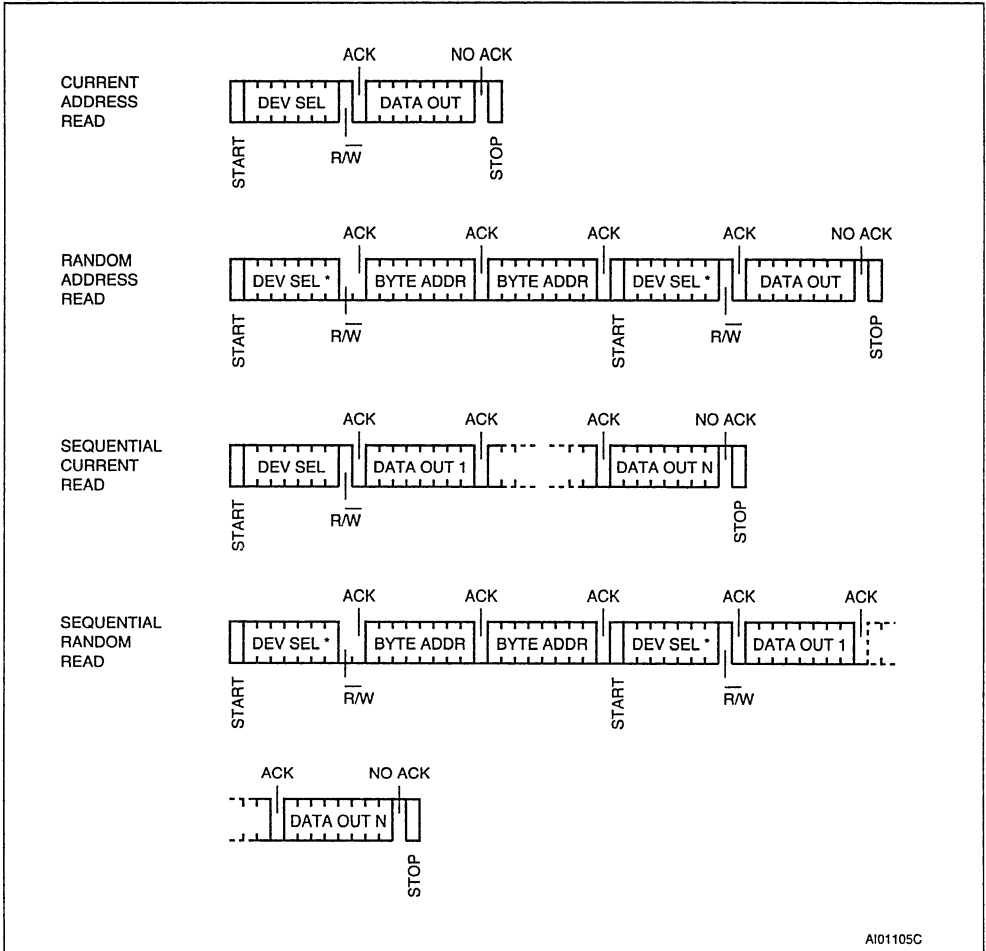 ACK NO ACK
CURRENT
ADDRESS
READ
DEV SEL DATA OUT
START R/W̅ STOP
ACK ACK ACK ACK NO ACK
RANDOM
ADDRESS
READ
DEV SEL * BYTE ADDR BYTE ADDR DEV SEL * DATA OUT
START R/W̅ START R/W̅ STOP
ACK ACK ACK NO ACK
SEQUENTIAL
CURRENT
READ
DEV SEL DATA OUT 1 DATA OUT N
START R/W̅ STOP
ACK ACK ACK ACK ACK
SEQUENTIAL
RANDOM
READ
DEV SEL * BYTE ADDR BYTE ADDR DEV SEL * DATA OUT 1
START R̅/W START R̅/W
ACK NO ACK
DATA OUT N
STOP
AI01105C